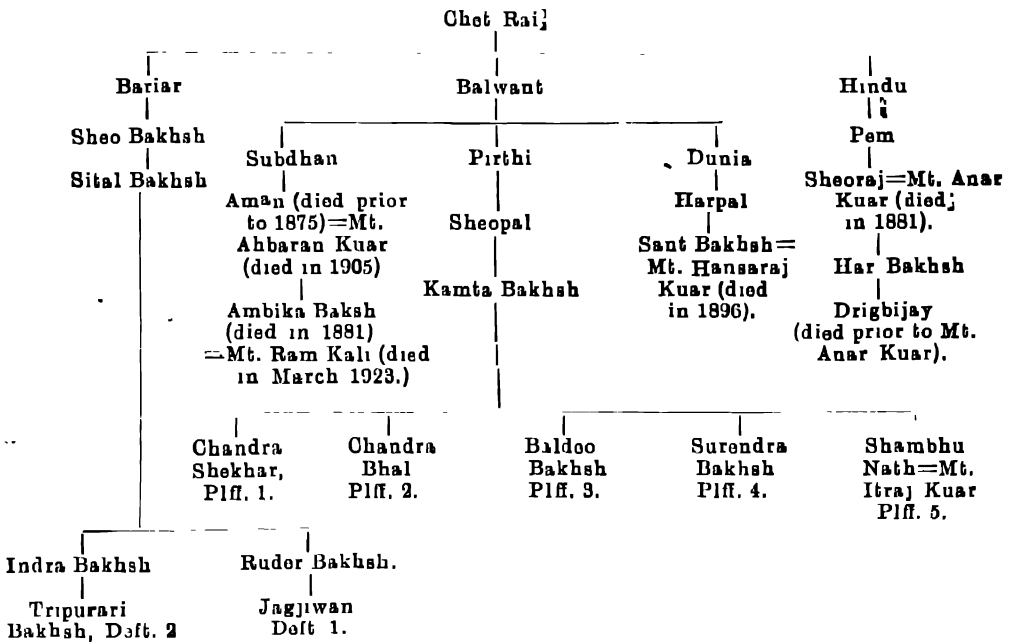 Chet Rai
Bariar
Balwant
Hindu
Sheo Bakhsh
Sital Bakhsh
Subdhan
Aman (died prior
to 1875)=Mt.
Ahbaran Kuar
(died in 1905)
Ambika Baksh
(died in 1881)
=Mt. Ram Kali (died
in March 1923.)
Pirthi
Sheopal
Kamta Bakhsh
Dunia
Harpal
Sant Bakhsh=
Mt. Hansaraj
Kuar (died
in 1896).
Pem
Sheoraj=Mt. Anar
Kuar (died
in 1881).
Har Bakhsh
Drigbijay
(died prior to Mt.
Anar Kuar).
Chandra
Shekhar,
Plff. 1.
Chandra
Bhal
Plff. 2.
Baldeo
Bakhsh
Plff. 3.
Surendra
Bakhsh
Plff. 4.
Shambhu
Nath=Mt.
Itraj Kuar
Plff. 5.
Indra Bakhsh
Ruder Bakhsh.
Tripurari
Bakhsh, Deft. 2
Jagjiwan
Deft 1.